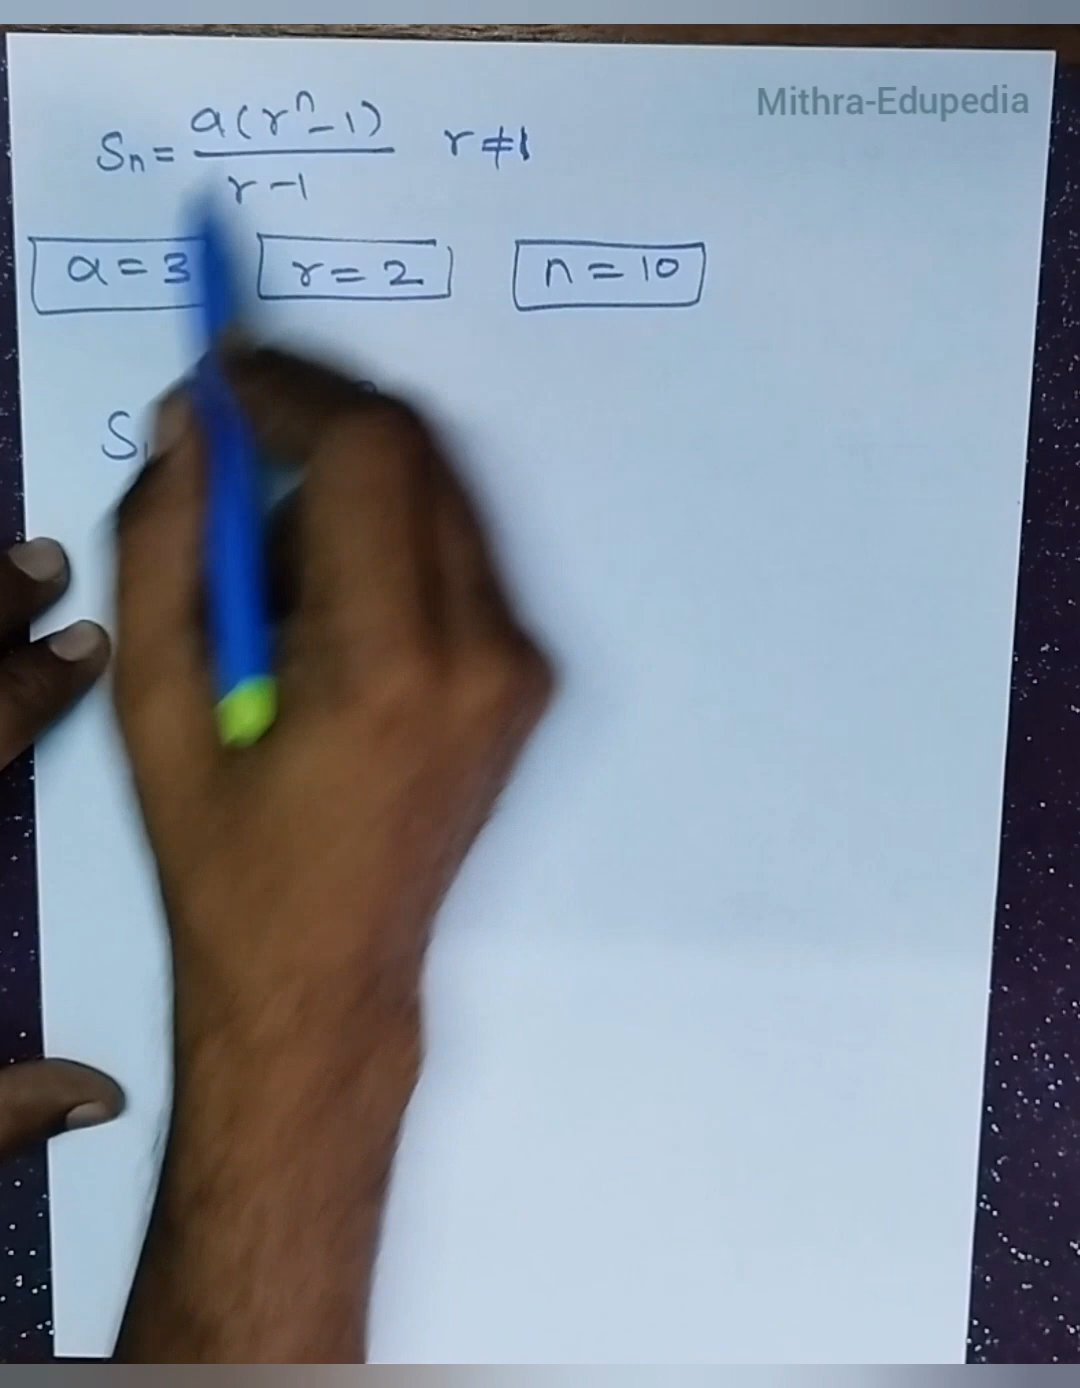 Mithra-Edupedia
Sn = a(r^n - 1) / r - 1   r ≠ 1
a = 3   r = 2   n = 10
S